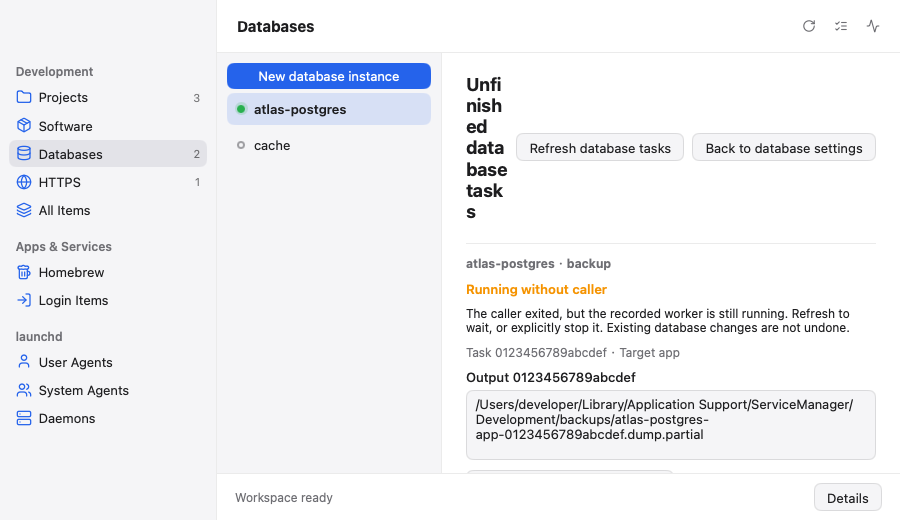 Databases
Development
Projects 3
Software
Databases 2
HTTPS 1
All Items
Apps & Services
Homebrew
Login Items
launchd
User Agents
System Agents
Daemons
New database instance
atlas-postgres
cache
Unfi
nish
ed
data
base
task
s
Refresh database tasks
Back to database settings
atlas-postgres · backup
Running without caller
The caller exited, but the recorded worker is still running. Refresh to
wait, or explicitly stop it. Existing database changes are not undone.
Task 0123456789abcdef · Target app
Output 0123456789abcdef
/Users/developer/Library/Application Support/ServiceManager/
Development/backups/atlas-postgres-
app-0123456789abcdef.dump.partial
Workspace ready
Details